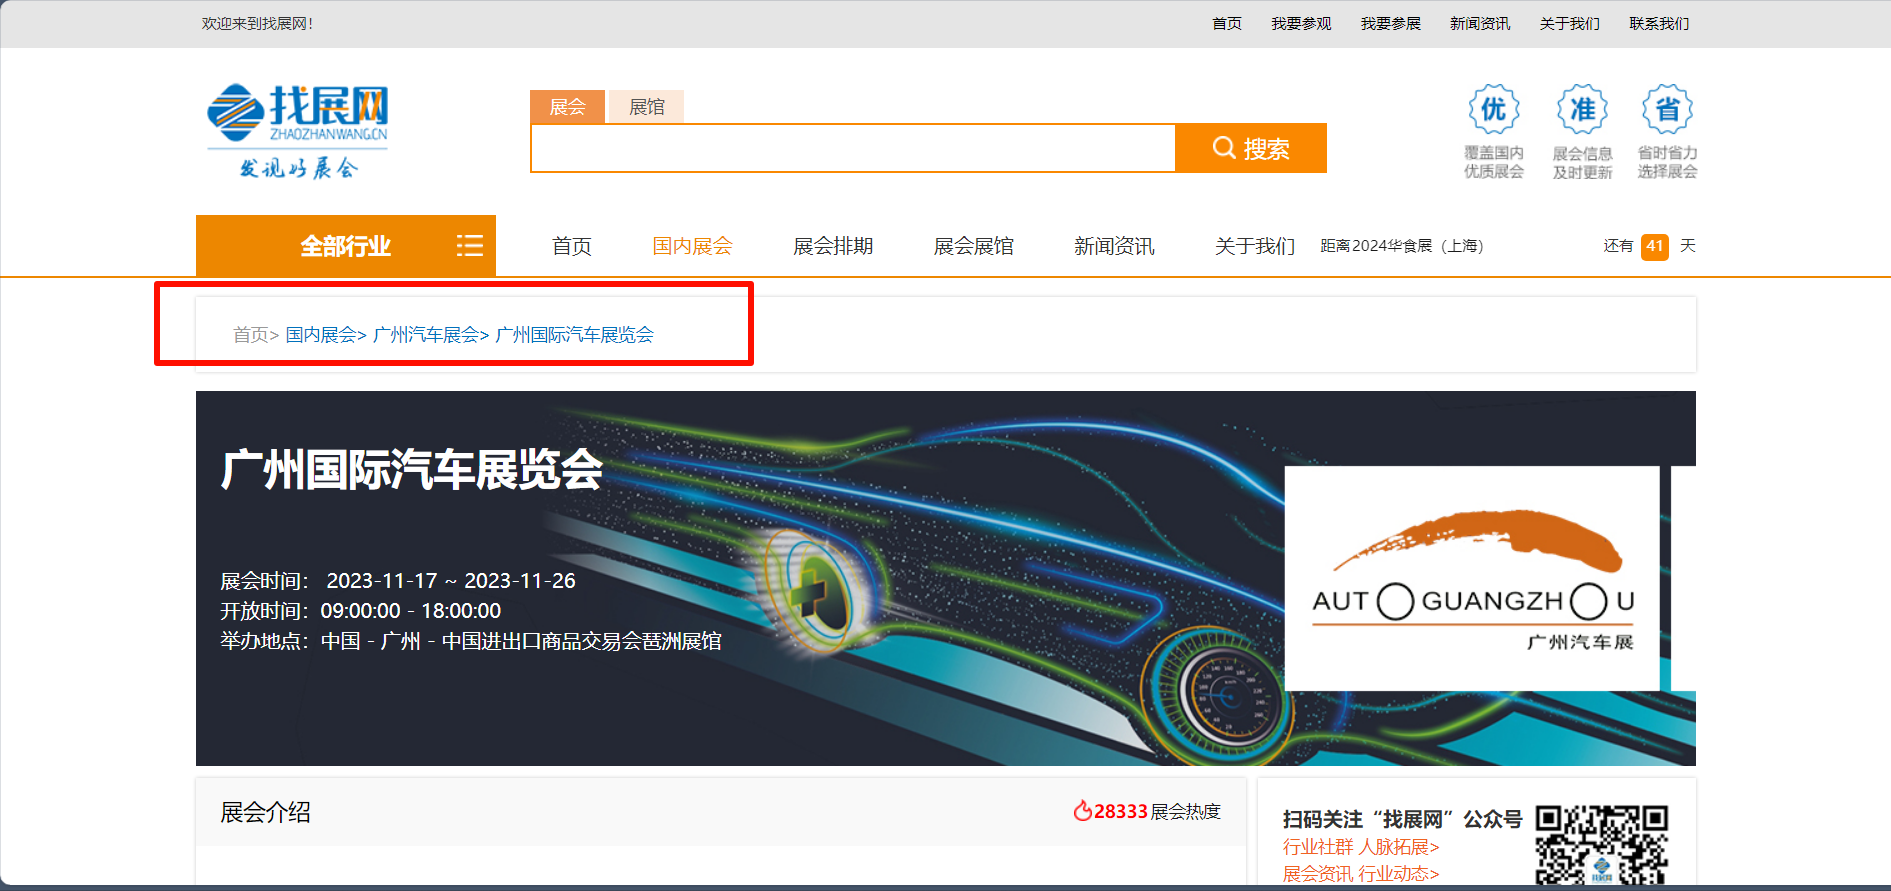 欢迎来到找展网！
首页 我要参观 我要参展 新闻资讯 关于我们 联系我们
找展网
ZHAOZHANWANG.CN
发现好展会
展会 展馆
搜索
优 准 省
覆盖国内 展会信息 省时省力
优质展会 及时更新 选择展会
全部行业 首页 国内展会 展会排期 展会展馆 新闻资讯 关于我们 距离2024华食展（上海） 还有 41 天
首页> 国内展会> 广州汽车展会> 广州国际汽车展览会
广州国际汽车展览会
展会时间： 2023-11-17 ~ 2023-11-26
开放时间：09:00:00 - 18:00:00
举办地点：中国 - 广州 - 中国进出口商品交易会琶洲展馆
AUTO GUANGZHOU
广州汽车展
展会介绍 28333展会热度
扫码关注“找展网”公众号
行业社群 人脉拓展>
展会资讯 行业动态>